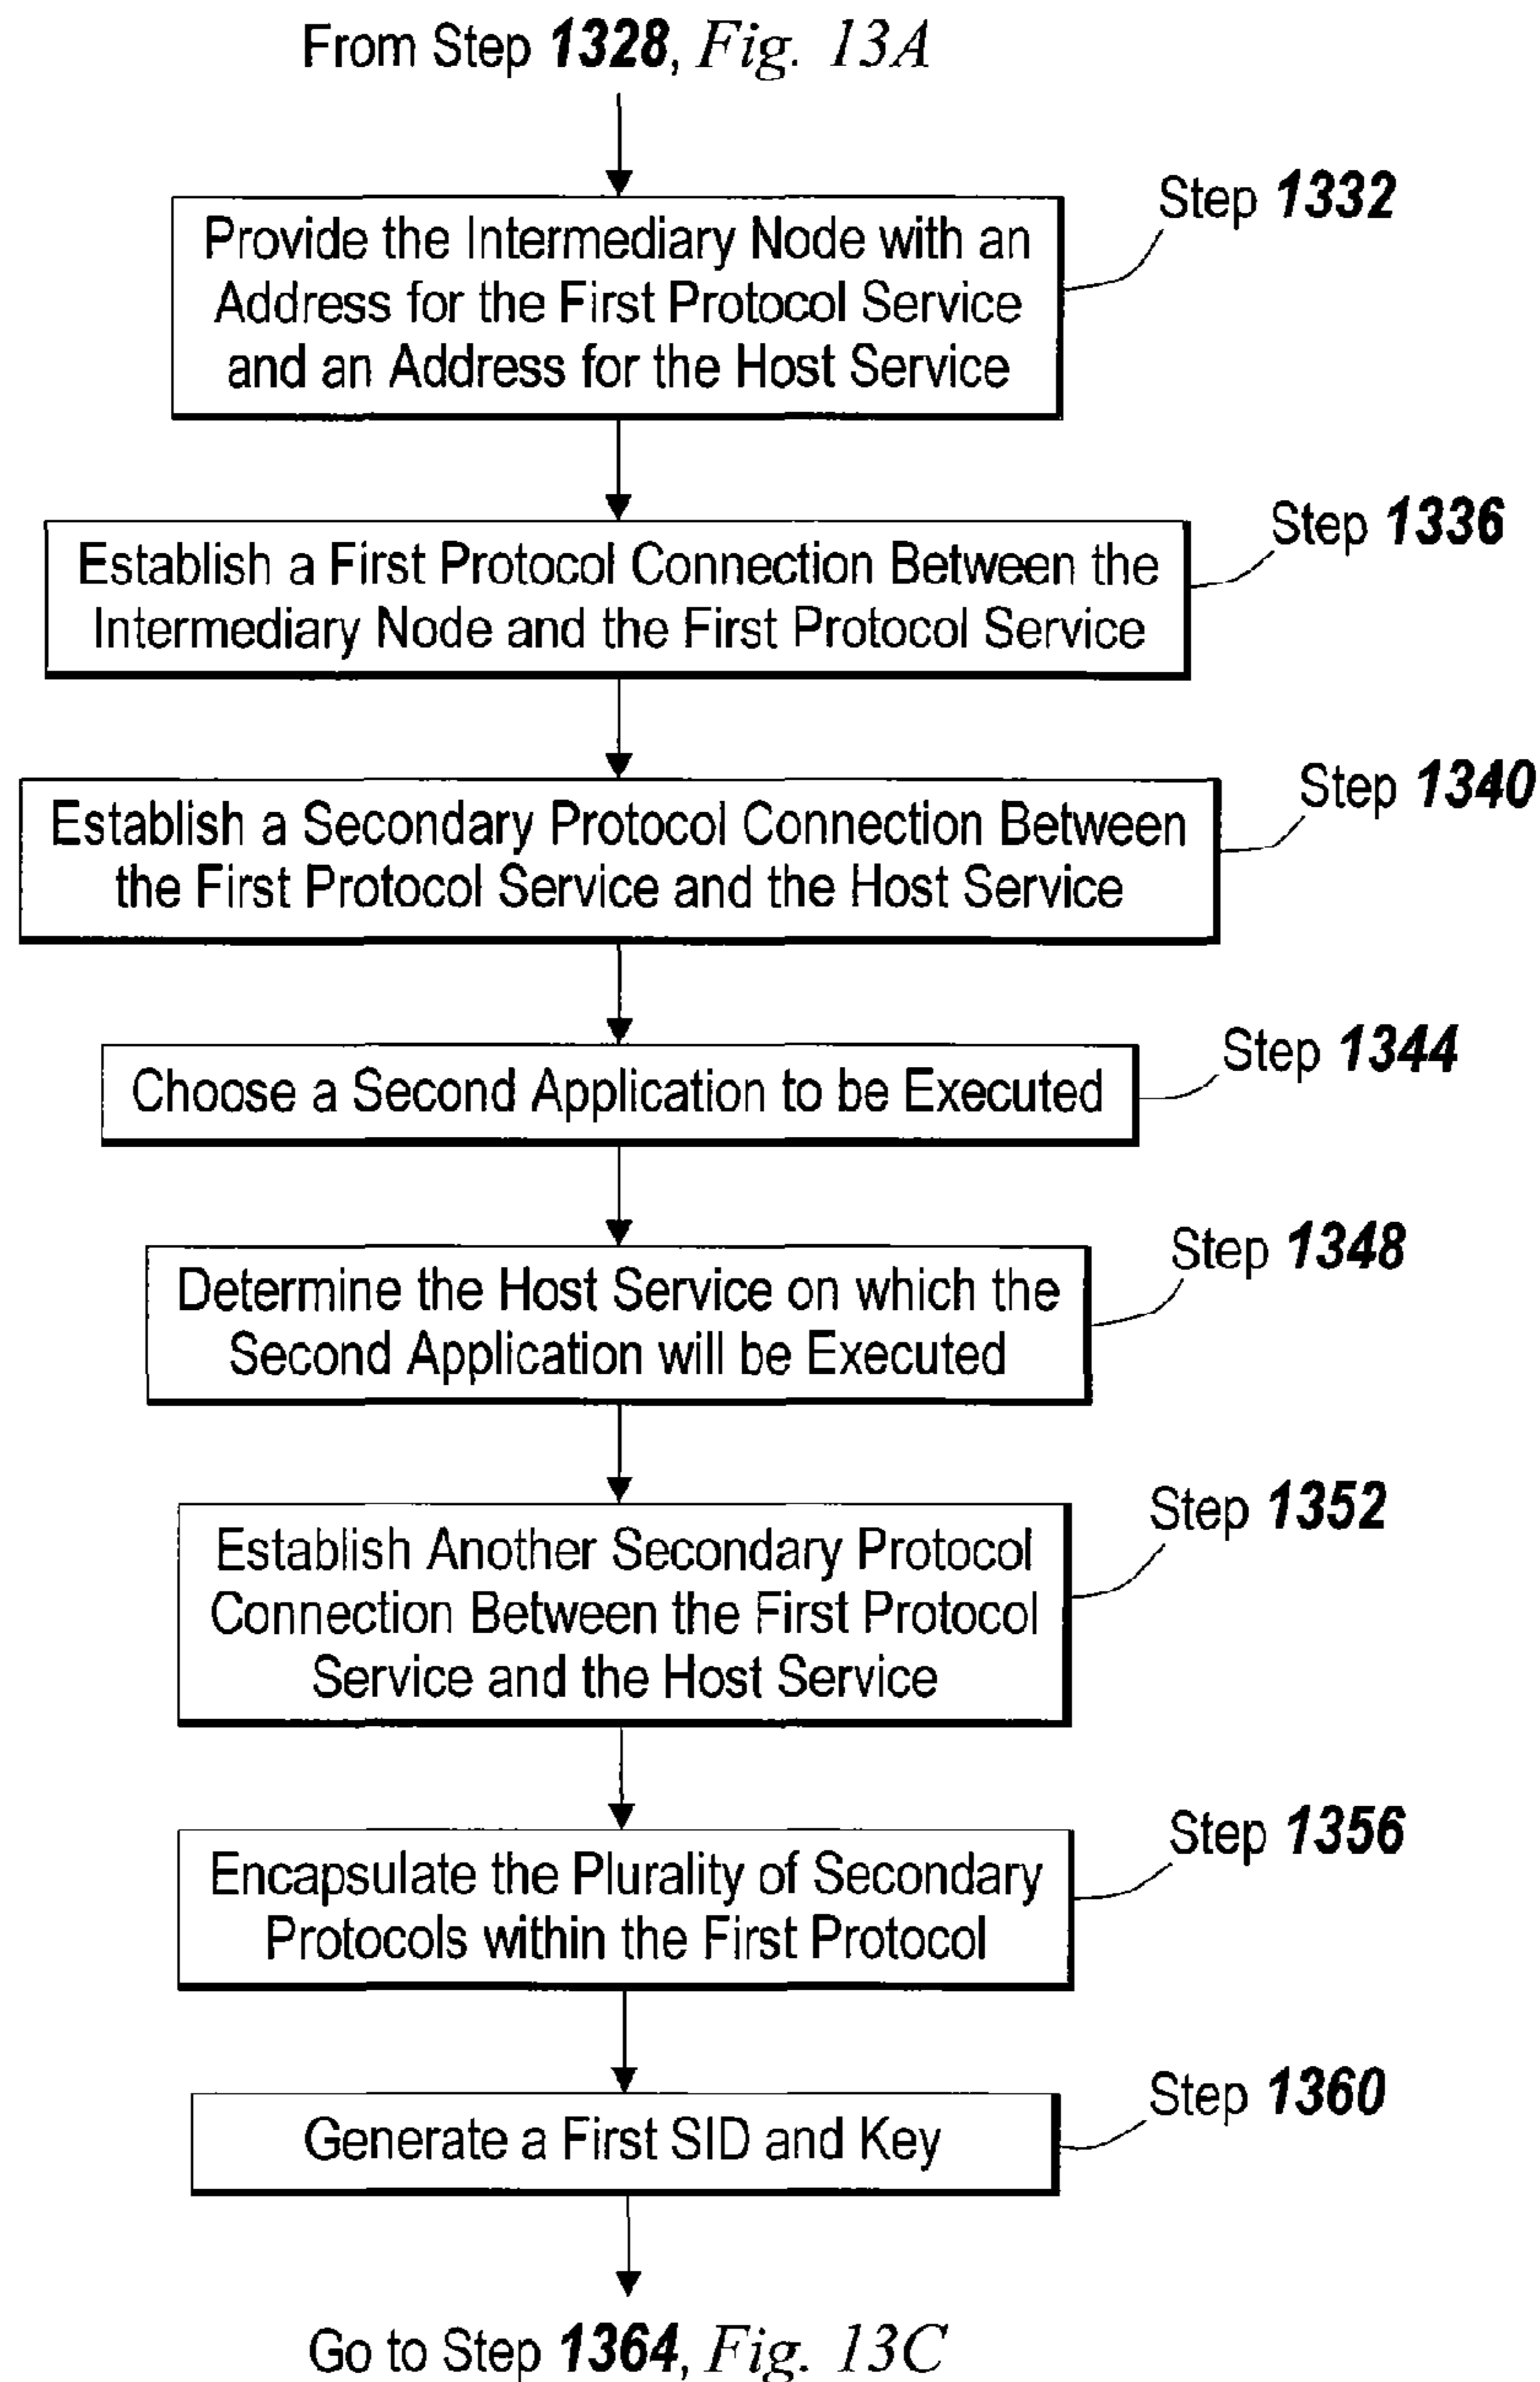 From Step 1328, Fig. 13A
Step 1332
Provide the Intermediary Node with an
Address for the First Protocol Service
and an Address for the Host Service
Step 1336
Establish a First Protocol Connection Between the
Intermediary Node and the First Protocol Service
Step 1340
Establish a Secondary Protocol Connection Between
the First Protocol Service and the Host Service
Step 1344
Choose a Second Application to be Executed
Step 1348
Determine the Host Service on which the
Second Application will be Executed
Step 1352
Establish Another Secondary Protocol
Connection Between the First Protocol
Service and the Host Service
Step 1356
Encapsulate the Plurality of Secondary
Protocols within the First Protocol
Step 1360
Generate a First SID and Key
Go to Step 1364, Fig. 13C